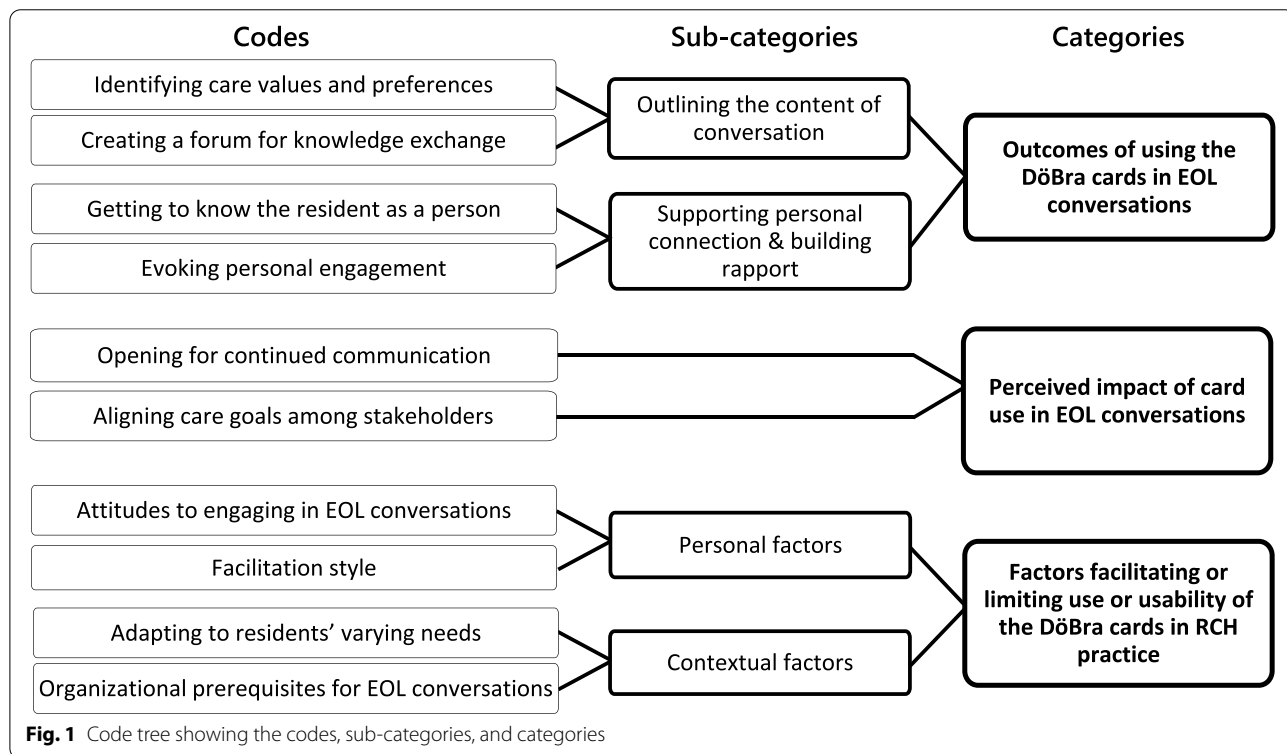 Codes
Sub-categories
Categories
Identifying care values and preferences
Creating a forum for knowledge exchange
Outlining the content of
conversation
Getting to know the resident as a person
Evoking personal engagement
Supporting personal
connection & building
rapport
Outcomes of using the
DöBra cards in EOL
conversations
Opening for continued communication
Aligning care goals among stakeholders
Perceived impact of card
use in EOL conversations
Attitudes to engaging in EOL conversations
Facilitation style
Personal factors
Adapting to residents’ varying needs
Organizational prerequisites for EOL conversations
Contextual factors
Factors facilitating or
limiting use or usability of
the DöBra cards in RCH
practice
Fig. 1 Code tree showing the codes, sub-categories, and categories